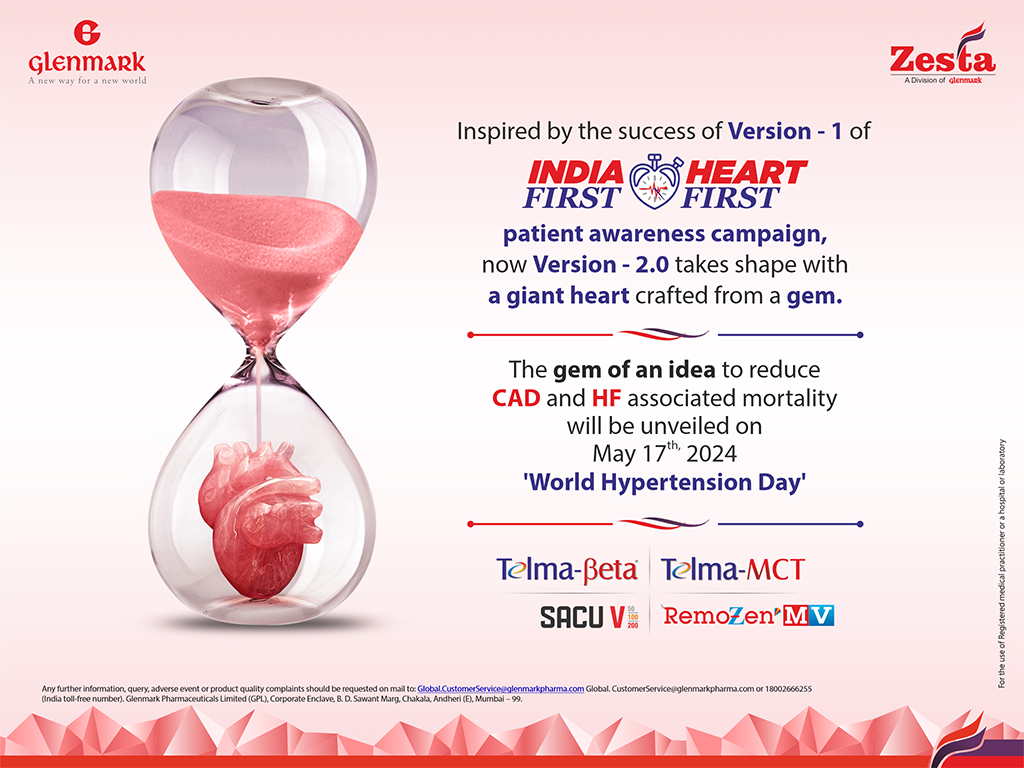 GLENMARK
A new way for a new world
Zesta
A Division of glenmark
Inspired by the success of Version - 1 of
INDIA HEART
FIRST FIRST
patient awareness campaign,
now Version - 2.0 takes shape with
a giant heart crafted from a gem.
The gem of an idea to reduce
CAD and HF associated mortality
will be unveiled on
May 17th, 2024
'World Hypertension Day'
Telma-βeta® Telma-MCT
SACU V 50 100 200
RemoZen® MV
For the use of Registered medical practitioner or a hospital or laboratory
Any further information, query, adverse event or product quality complaints should be requested on mail to: Global.CustomerService@glenmarkpharma.com Global. CustomerService@glenmarkpharma.com or 18002666255
(India toll-free number). Glenmark Pharmaceuticals Limited (GPL), Corporate Enclave, B. D. Sawant Marg, Chakala, Andheri (E), Mumbai – 99.